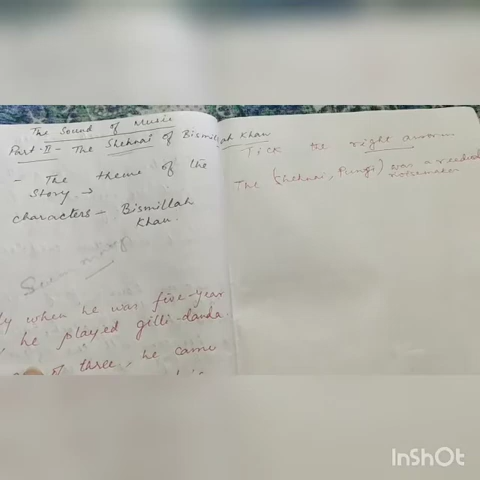 The Sound of Music
Part-II - The Shehnai of Bismillah Khan
- The theme of the
Story →
characters - Bismillah
Khan.
Summary
when he was five-year
he played gilli-danda
of three, he came
Tick the right answer
The (Shehnai, Pungi) was a reeded
noisemaker
InShOt